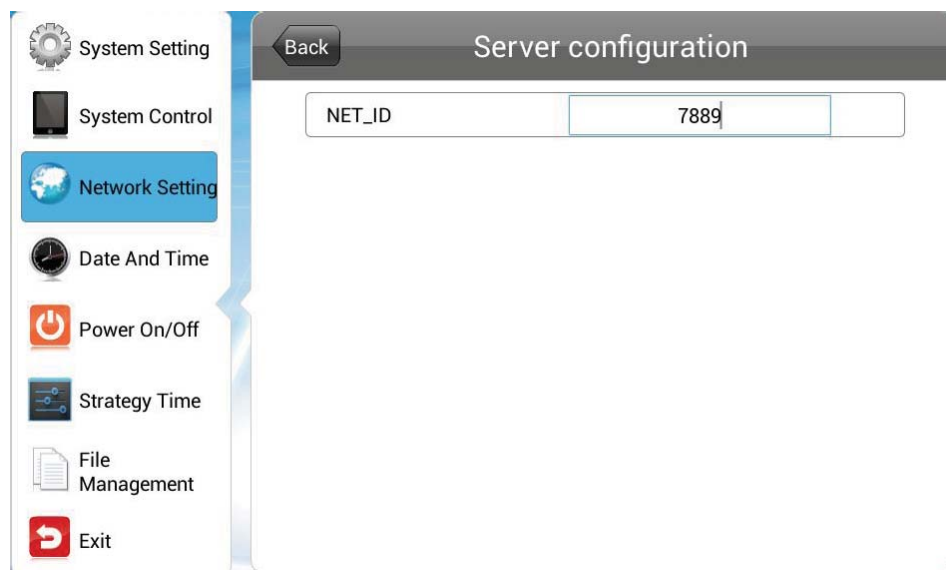 System Setting
System Control
Network Setting
Date And Time
Power On/Off
Strategy Time
File
Management
Exit
Back
Server configuration
NET_ID
7889